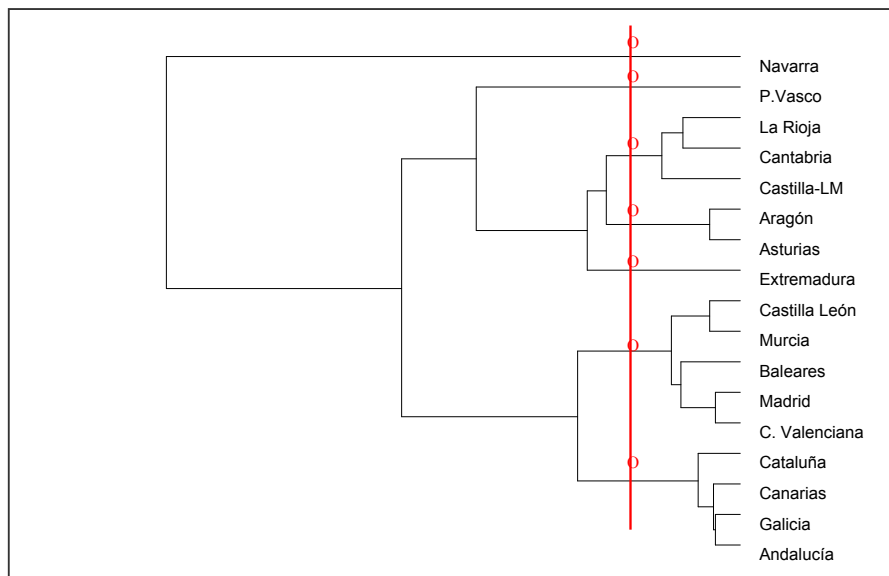 O
Navarra
O
P.Vasco
La Rioja
O
Cantabria
Castilla-LM
O
Aragón
Asturias
O
Extremadura
Castilla León
Murcia
O
Baleares
Madrid
C. Valenciana
O
Cataluña
Canarias
Galicia
Andalucía